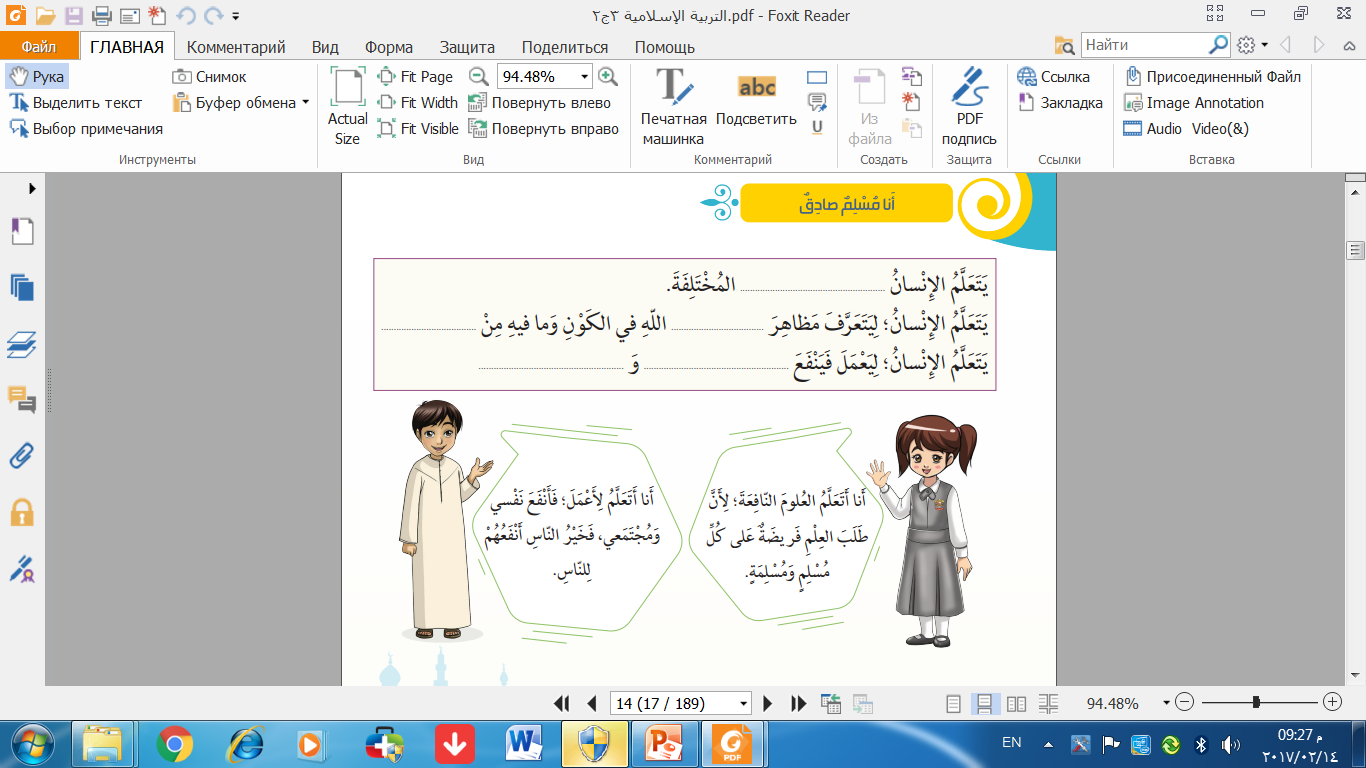 التربية الإسلامية ٣ج٢.pdf - Foxit Reader
Файл ГЛАВНАЯ Комментарий Вид Форма Защита Поделиться Помощь
Найти
Рука
Выделить текст
Выбор примечания
Снимок
Буфер обмена
Инструменты
Actual Size
Fit Page
Fit Width
Fit Visible
94.48%
Повернуть влево
Повернуть вправо
Вид
Печатная машинка
Подсветить
Комментарий
Из файла
Создать
PDF подпись
Защита
Ссылка
Закладка
Ссылки
Присоединенный Файл
Image Annotation
Audio Video(&)
Вставка
أَنا مُسْلِمٌ صادِقٌ
يَتَعَلَّمُ الإِنْسانُ ........ المُخْتَلِفَةَ.
يَتَعَلَّمُ الإِنْسانُ؛ لِيَتَعَرَّفَ مَظاهِرَ ........ اللّهِ في الكَوْنِ وَما فيهِ مِنْ ........
يَتَعَلَّمُ الإِنْسانُ؛ لِيَعْمَلَ فَيَنْفَعَ ........ وَ ........
أَنا أَتَعَلَّمُ العُلومَ النّافِعَةَ؛ لِأَنَّ
طَلَبَ العِلْمِ فَريضَةٌ عَلى كُلِّ
مُسْلِمٍ وَمُسْلِمَةٍ.
أَنا أَتَعَلَّمُ لِأَعْمَلَ؛ فَأَنْفَعَ نَفْسي
وَمُجْتَمَعي، فَخَيْرُ النّاسِ أَنْفَعُهُمْ
لِلنّاسِ.
14 (17 / 189)
94.48%
EN
09:27 م
٢٠١٧/٠٢/١٤